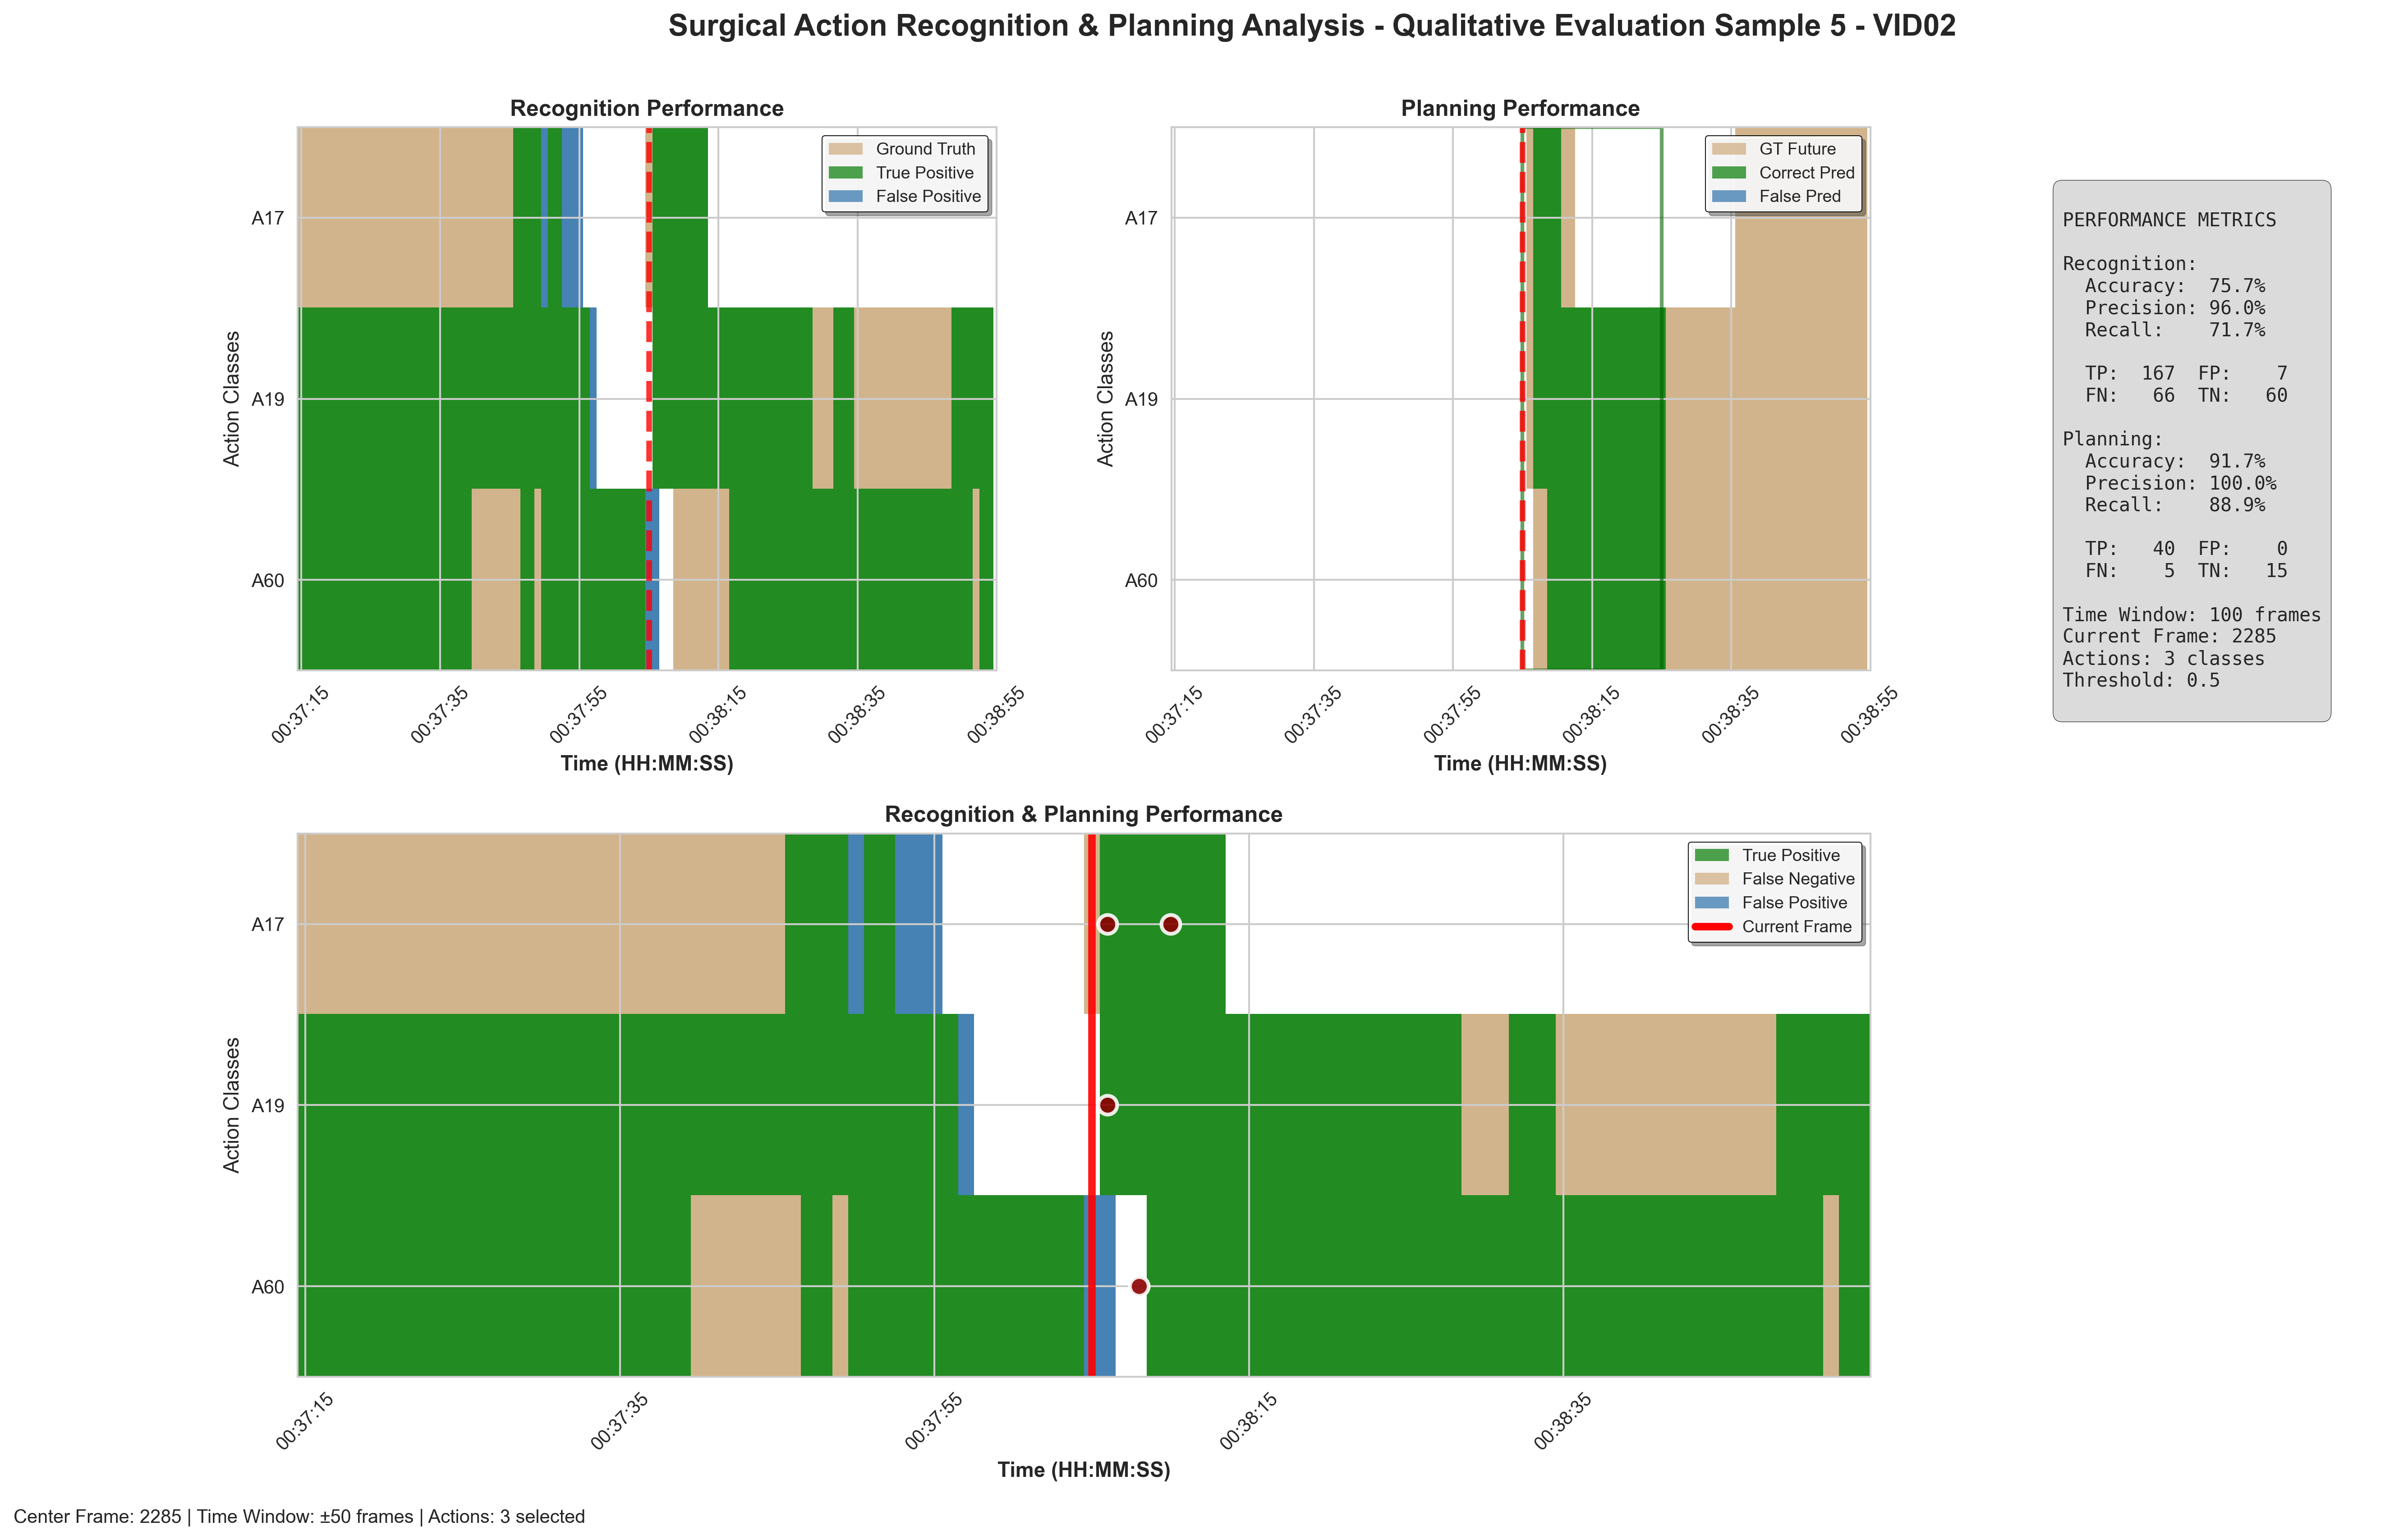 Surgical Action Recognition & Planning Analysis - Qualitative Evaluation Sample 5 - VID02
Recognition Performance
Ground Truth
True Positive
False Positive
Action Classes
A17
A19
A60
00:37:15
00:37:35
00:37:55
00:38:15
00:38:35
00:38:55
Time (HH:MM:SS)
Planning Performance
GT Future
Correct Pred
False Pred
Action Classes
A17
A19
A60
00:37:15
00:37:35
00:37:55
00:38:15
00:38:35
00:38:55
Time (HH:MM:SS)
PERFORMANCE METRICS
Recognition:
Accuracy: 75.7%
Precision: 96.0%
Recall: 71.7%
TP: 167 FP: 7
FN: 66 TN: 60
Planning:
Accuracy: 91.7%
Precision: 100.0%
Recall: 88.9%
TP: 40 FP: 0
FN: 5 TN: 15
Time Window: 100 frames
Current Frame: 2285
Actions: 3 classes
Threshold: 0.5
Recognition & Planning Performance
True Positive
False Negative
False Positive
Current Frame
Action Classes
A17
A19
A60
00:37:15
00:37:35
00:37:55
00:38:15
00:38:35
Time (HH:MM:SS)
Center Frame: 2285 | Time Window: ±50 frames | Actions: 3 selected